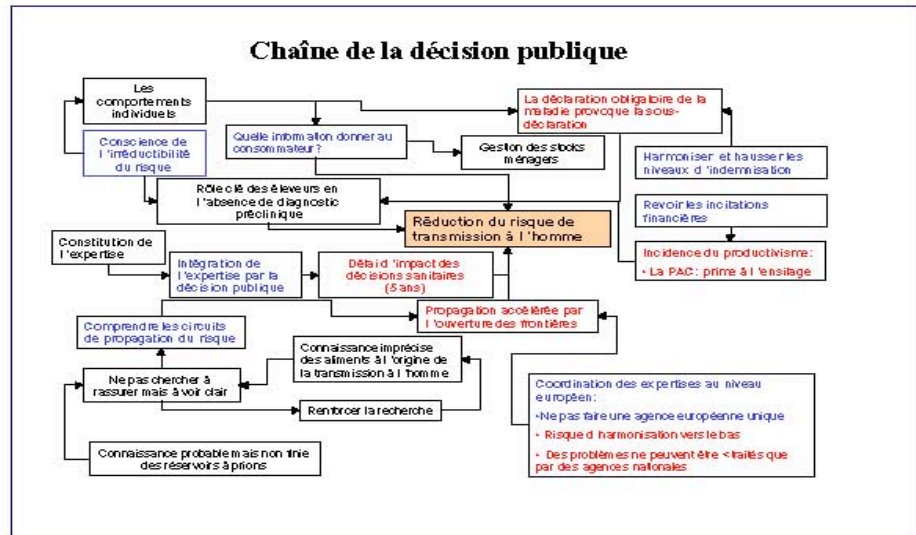 Chaîne de la décision publique
Les
comportements
individuels
La déclaration obligatoire de la
maladie provoque la sous-
déclaration
Conscience de
l 'irréductibilité
du risque
Quelle information donner au
consommateur ?
Gestion des stocks
ménagers
Harmoniser et hausser les
niveaux d 'indemnisation
Rôle clé des éleveurs en
l 'absence de diagnostic
préclinique
Revoir les incitations
financières
Réduction du risque de
transmission à l 'homme
Constitution de
l 'expertise
Intégration de
l 'expertise par la
décision publique
Délai d 'impact des
décisions sanitaires
(5 ans)
Incidence du productivisme :
• La PAC : prime à l 'ensilage
Comprendre les circuits
de propagation du risque
Propagation accélérée par
l 'ouverture des frontières
Connaissance imprécise
des aliments à l 'origine de
la transmission à l 'homme
Ne pas chercher à
rassurer mais à voir clair
Renforcer la recherche
Connaissance probable mais non finie
des réservoirs à prions
Coordination des expertises au niveau
européen :
•Ne pas faire une agence européenne unique
• Risque d 'harmonisation vers le bas
• Des problèmes ne peuvent être <traités que
par des agences nationales